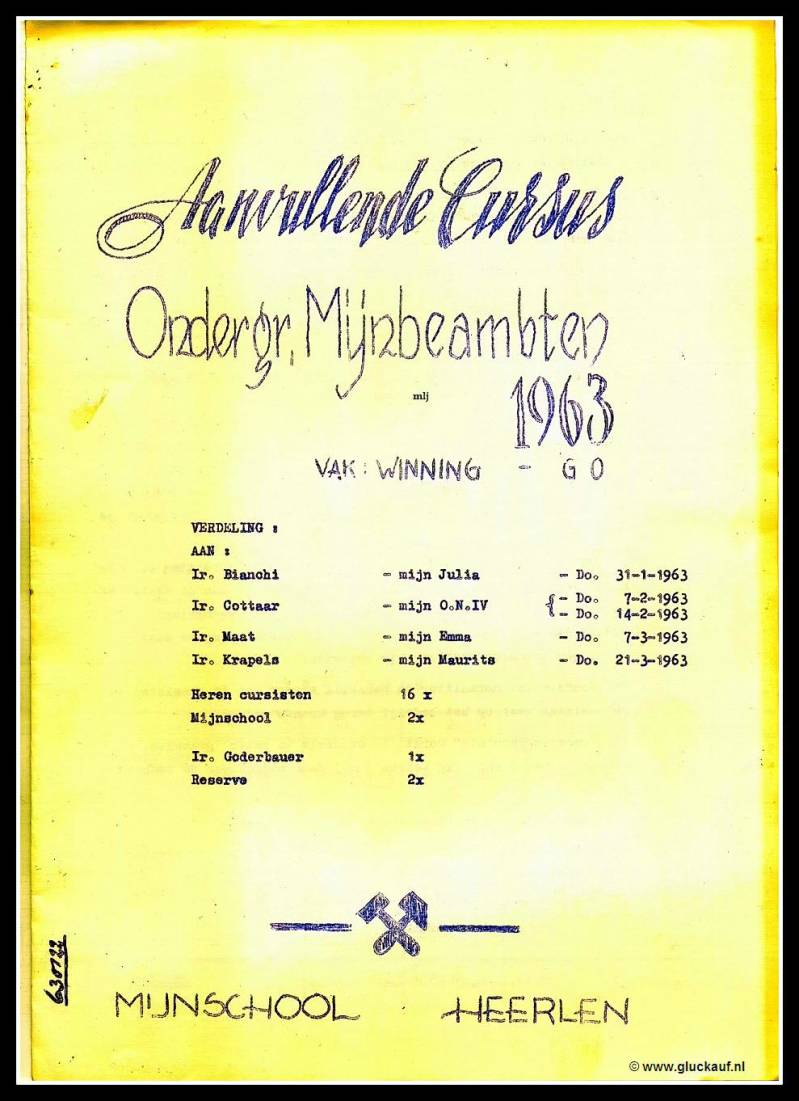 Aanvullende Cursus
Ondergr. Mijnbeambten
mlj
1963
VAK: WINNING - GO
VERDELING :
AAN :
Ir. Bianchi - mijn Julia - Do. 31-1-1963
Ir. Cottaar - mijn O.N.IV { - Do. 7-2-1963
- Do. 14-2-1963
Ir. Maat - mijn Emma - Do. 7-3-1963
Ir. Krapels - mijn Maurits - Do. 21-3-1963
Heren cursisten 16 x
Mijnschool 2x
Ir. Goderbauer 1x
Reserve 2x
630122
MIJNSCHOOL HEERLEN
© www.gluckauf.nl